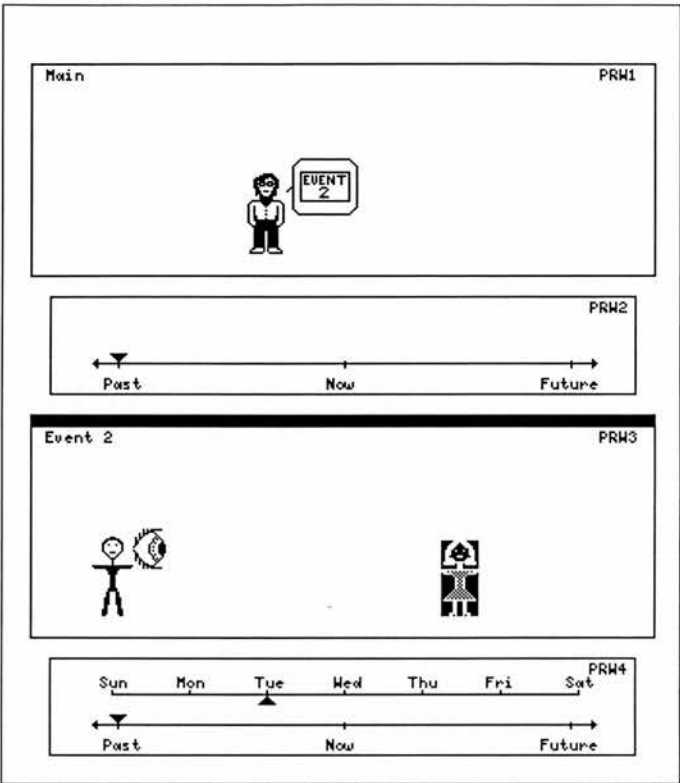 Main PRW1
EVENT
2
PRW2
Past Now Future
Event 2 PRW3
PRW4
Sun Mon Tue Wed Thu Fri Sat
Past Now Future